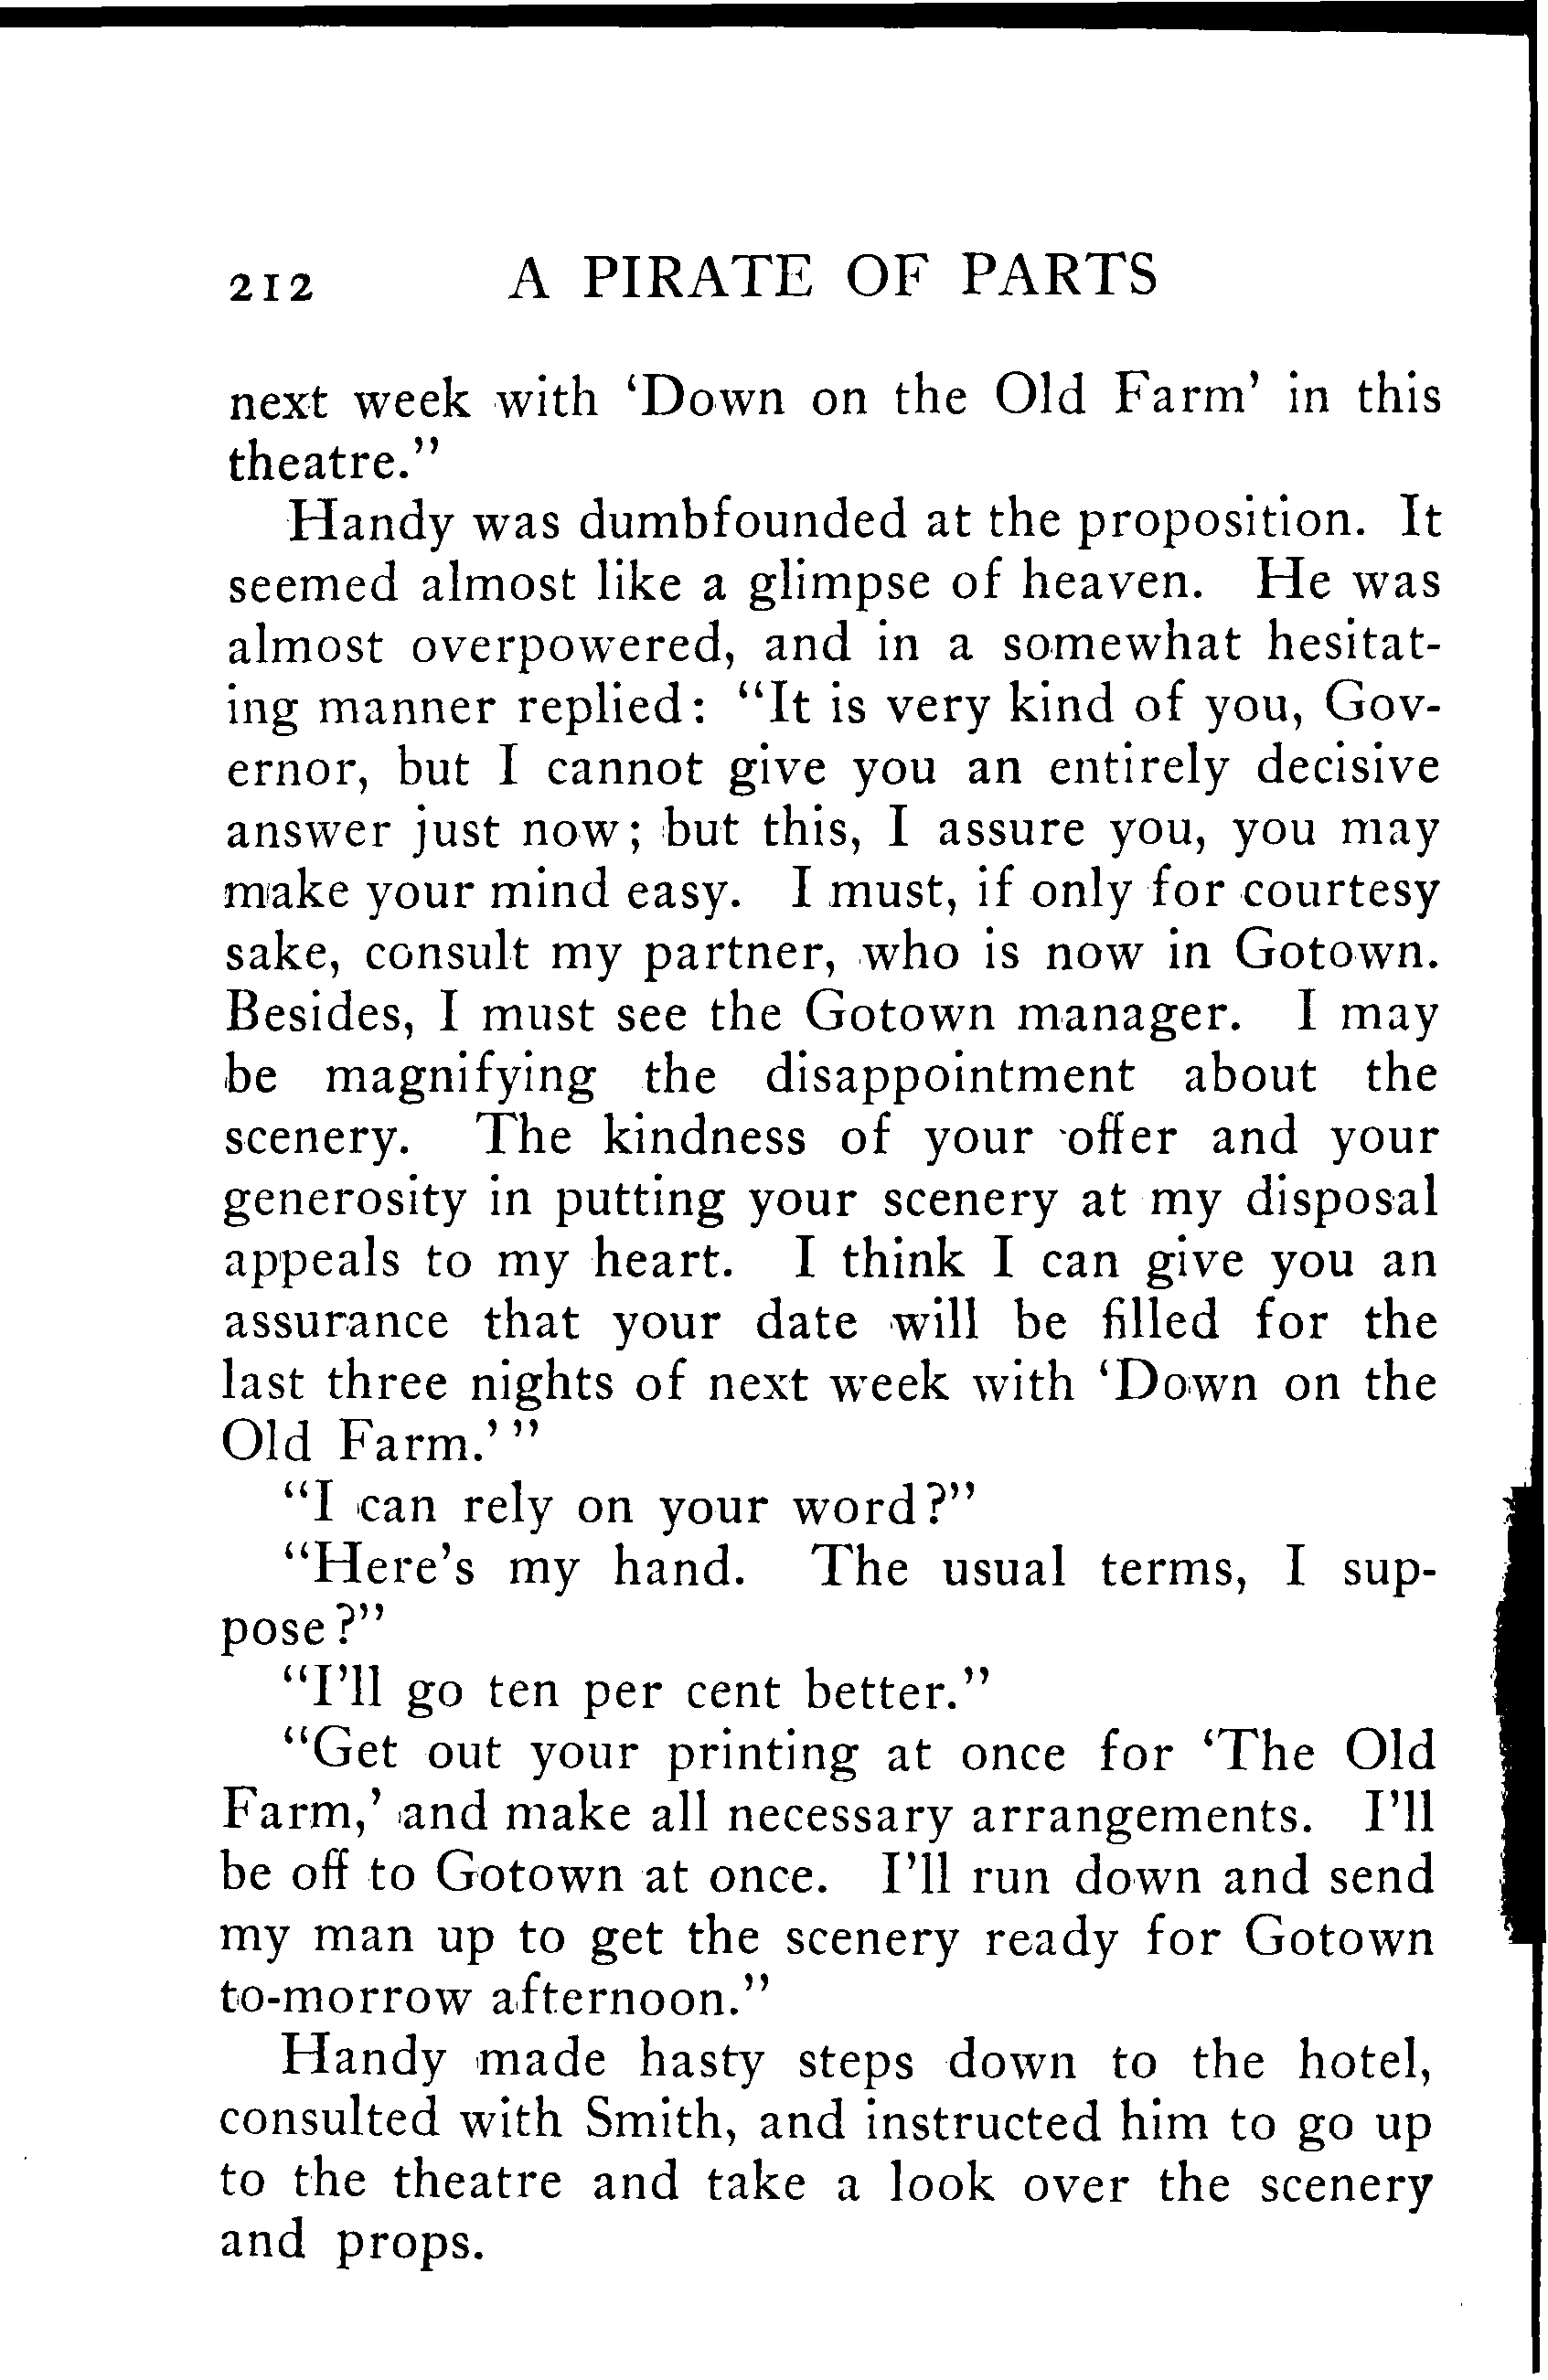 212 A PIRATE OF PARTS
next week with ‘Down on the Old Farm’ in this
theatre.”
Handy was dumbfounded at the proposition. It
seemed almost like a glimpse of heaven. He was
almost overpowered, and in a somewhat hesitat-
ing manner replied: “It is very kind of you, Gov-
ernor, but I cannot give you an entirely decisive
answer just now; but this, I assure you, you may
make your mind easy. I must, if only for courtesy
sake, consult my partner, who is now in Gotown.
Besides, I must see the Gotown manager. I may
be magnifying the disappointment about the
scenery. The kindness of your offer and your
generosity in putting your scenery at my disposal
appeals to my heart. I think I can give you an
assurance that your date will be filled for the
last three nights of next week with ‘Down on the
Old Farm.’”
“I can rely on your word?”
“Here’s my hand. The usual terms, I sup-
pose?”
“I’ll go ten per cent better.”
“Get out your printing at once for ‘The Old
Farm,’ and make all necessary arrangements. I’ll
be off to Gotown at once. I’ll run down and send
my man up to get the scenery ready for Gotown
to-morrow afternoon.”
Handy made hasty steps down to the hotel,
consulted with Smith, and instructed him to go up
to the theatre and take a look over the scenery
and props.